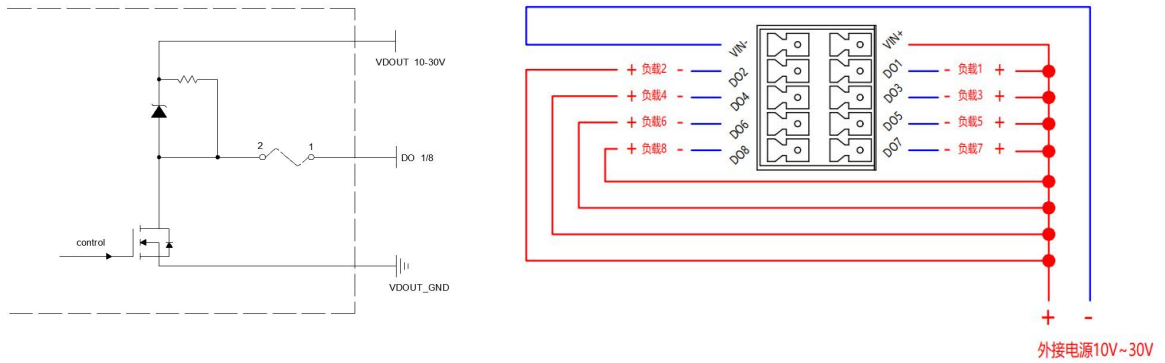 VDOUT 10-30V
2 1
DO 1/8
control
VDOUT_GND
VIN- VIN+
+ 负载2 - DO2 DO1 - 负载1 +
+ 负载4 - DO4 DO3 - 负载3 +
+ 负载6 - DO6 DO5 - 负载5 +
+ 负载8 - DO8 DO7 - 负载7 +
+ -
外接电源10V~30V